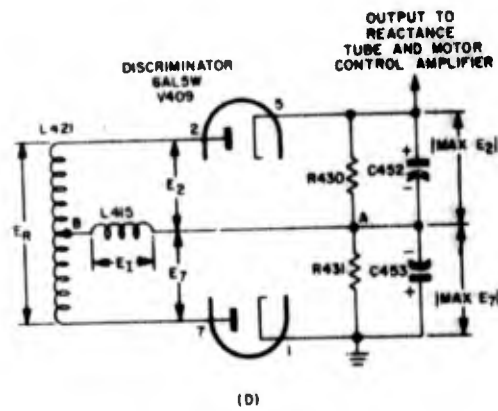 OUTPUT TO
REACTANCE
TUBE AND MOTOR
CONTROL AMPLIFIER
DISCRIMINATOR
6AL5W
V409
L421
2
5
E2
R430
C452
+
-
|MAX E2|
ER
B
L415
E1
A
E7
R431
C453
-
+
|MAX E7|
7
1
(D)